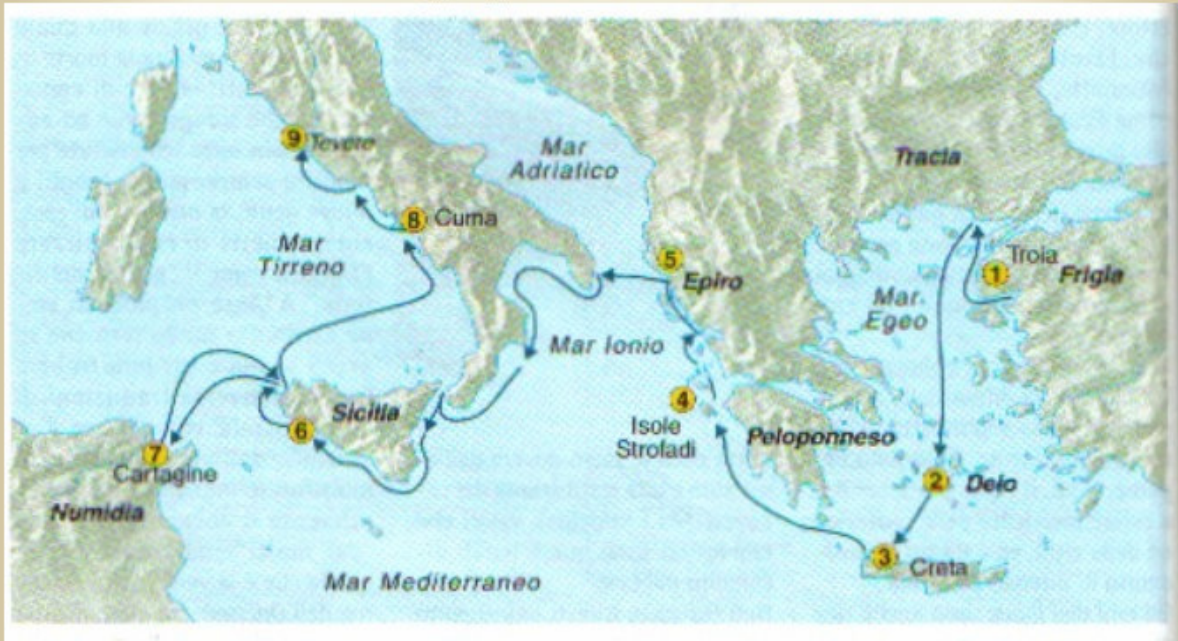 9 Tevere
Mar
Adriatico
Tracia
8 Cuma
Mar
Tirreno
5
Epiro
Troia
1
Frigia
Mar
Egeo
Mar Ionio
4
Isole
Strofadi
Sicilia
6
Peloponneso
7
Cartagine
2 Delo
Numidia
3
Creta
Mar Mediterraneo